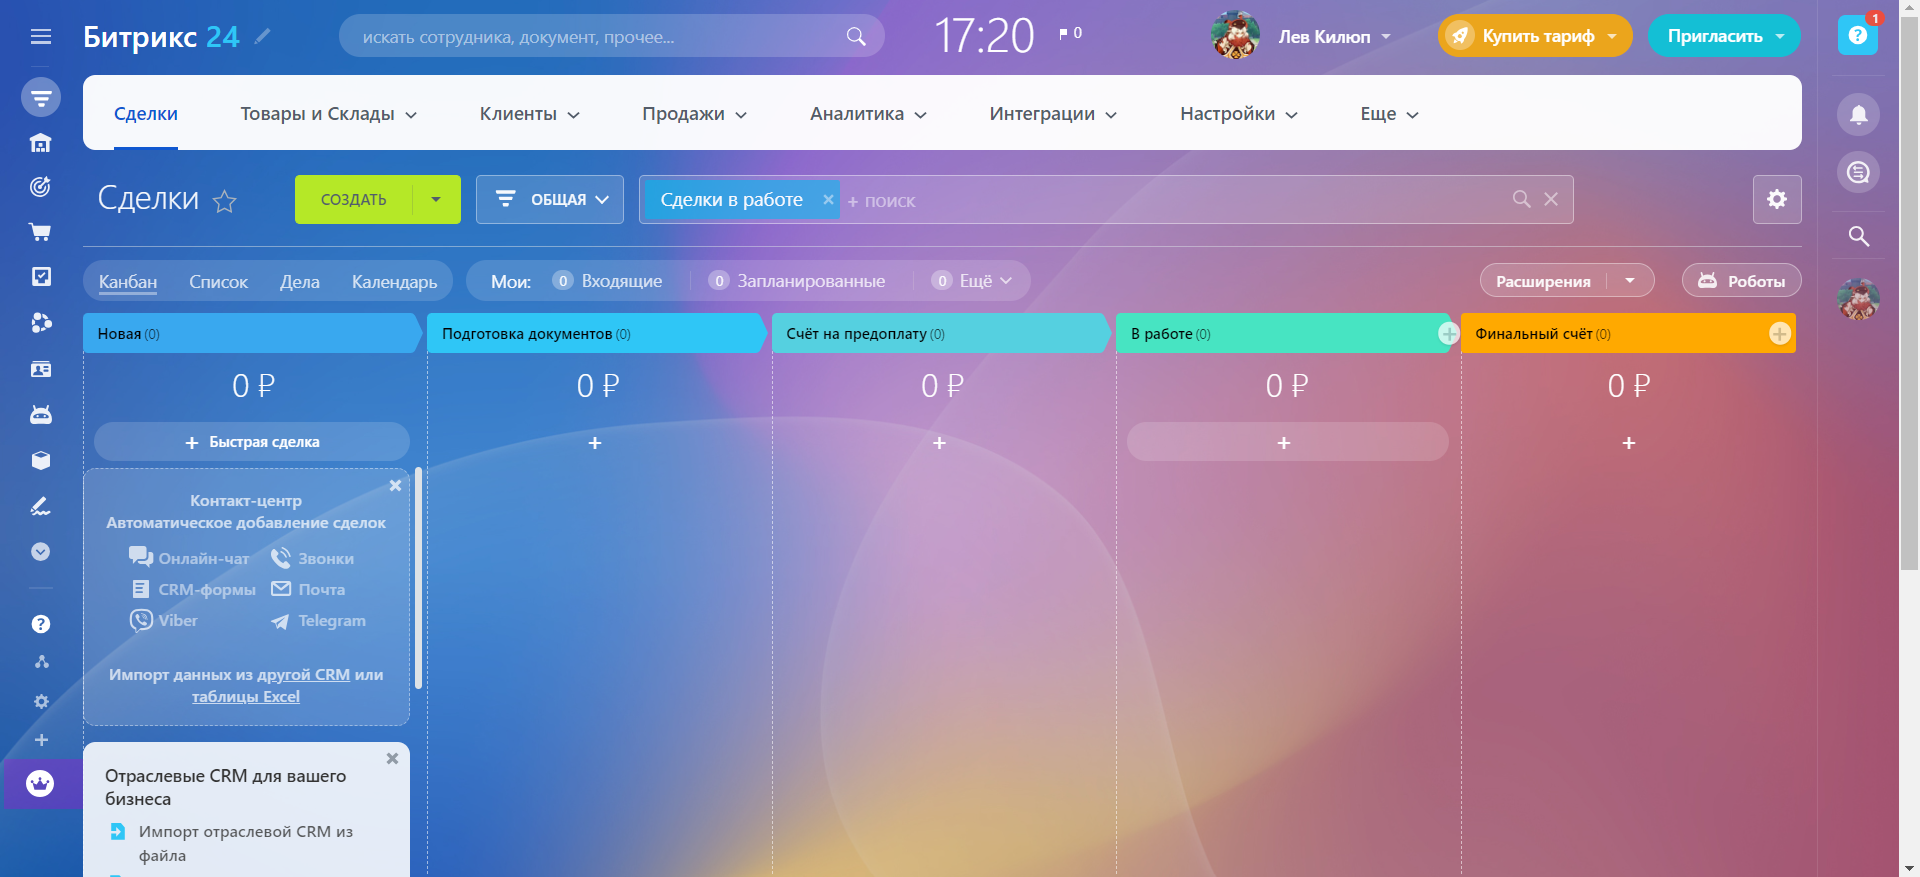 Битрикс 24
искать сотрудника, документ, прочее...
17:20
0
Лев Килюп
Купить тариф
Пригласить
1
Сделки
Товары и Склады
Клиенты
Продажи
Аналитика
Интеграции
Настройки
Еще
Сделки
СОЗДАТЬ
ОБЩАЯ
Сделки в работе
+ поиск
Канбан
Список
Дела
Календарь
Мои:
0 Входящие
0 Запланированные
0 Ещё
Расширения
Роботы
Новая (0)
Подготовка документов (0)
Счёт на предоплату (0)
В работе (0)
Финальный счёт (0)
0 ₽
0 ₽
0 ₽
0 ₽
0 ₽
+ Быстрая сделка
+
+
+
+
Контакт-центр
Автоматическое добавление сделок
Онлайн-чат
Звонки
CRM-формы
Почта
Viber
Telegram
Импорт данных из другой CRM или
таблицы Excel
Отраслевые CRM для вашего
бизнеса
Импорт отраслевой CRM из
файла